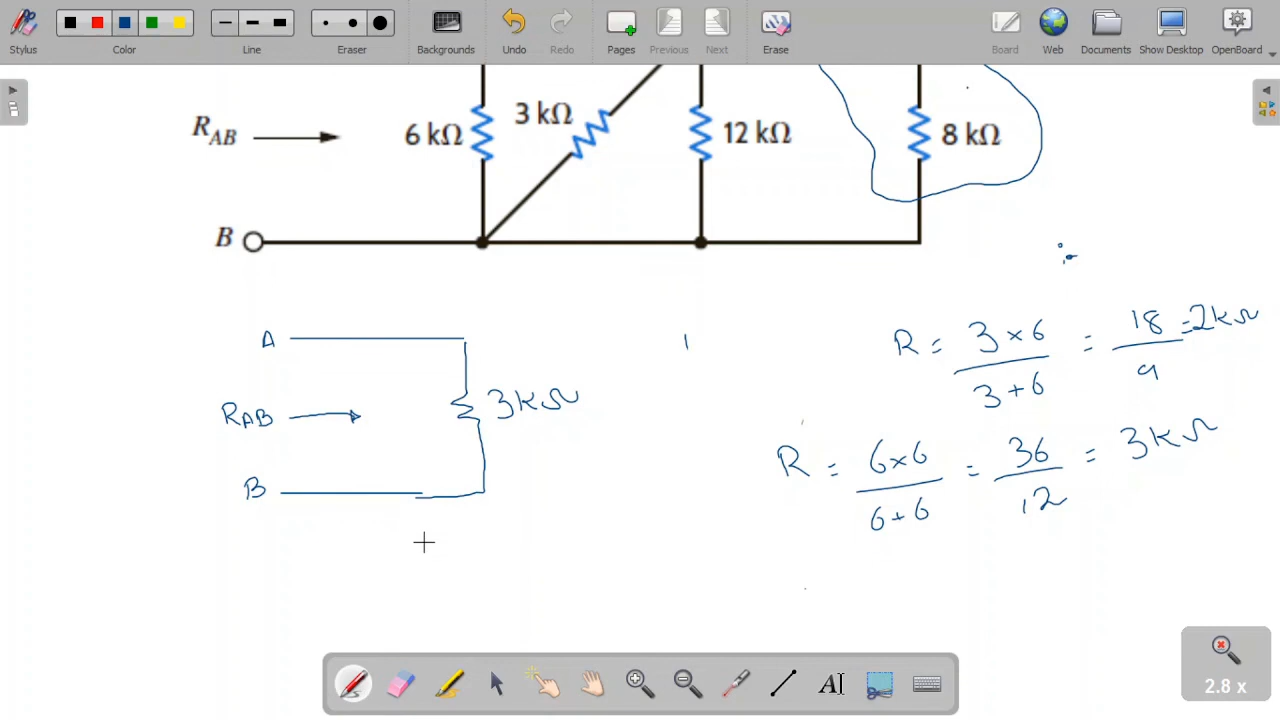 Stylus Color Line Eraser Backgrounds Undo Redo Pages Previous Next Erase Board Web Documents Show Desktop OpenBoard
R_AB
6 kΩ 3 kΩ 12 kΩ 8 kΩ
B
A
R_AB 3kΩ
B
R = 3×6 / 3+6 = 18 / 9 = 2kΩ
R = 6×6 / 6+6 = 36 / 12 = 3kΩ
2.8 x